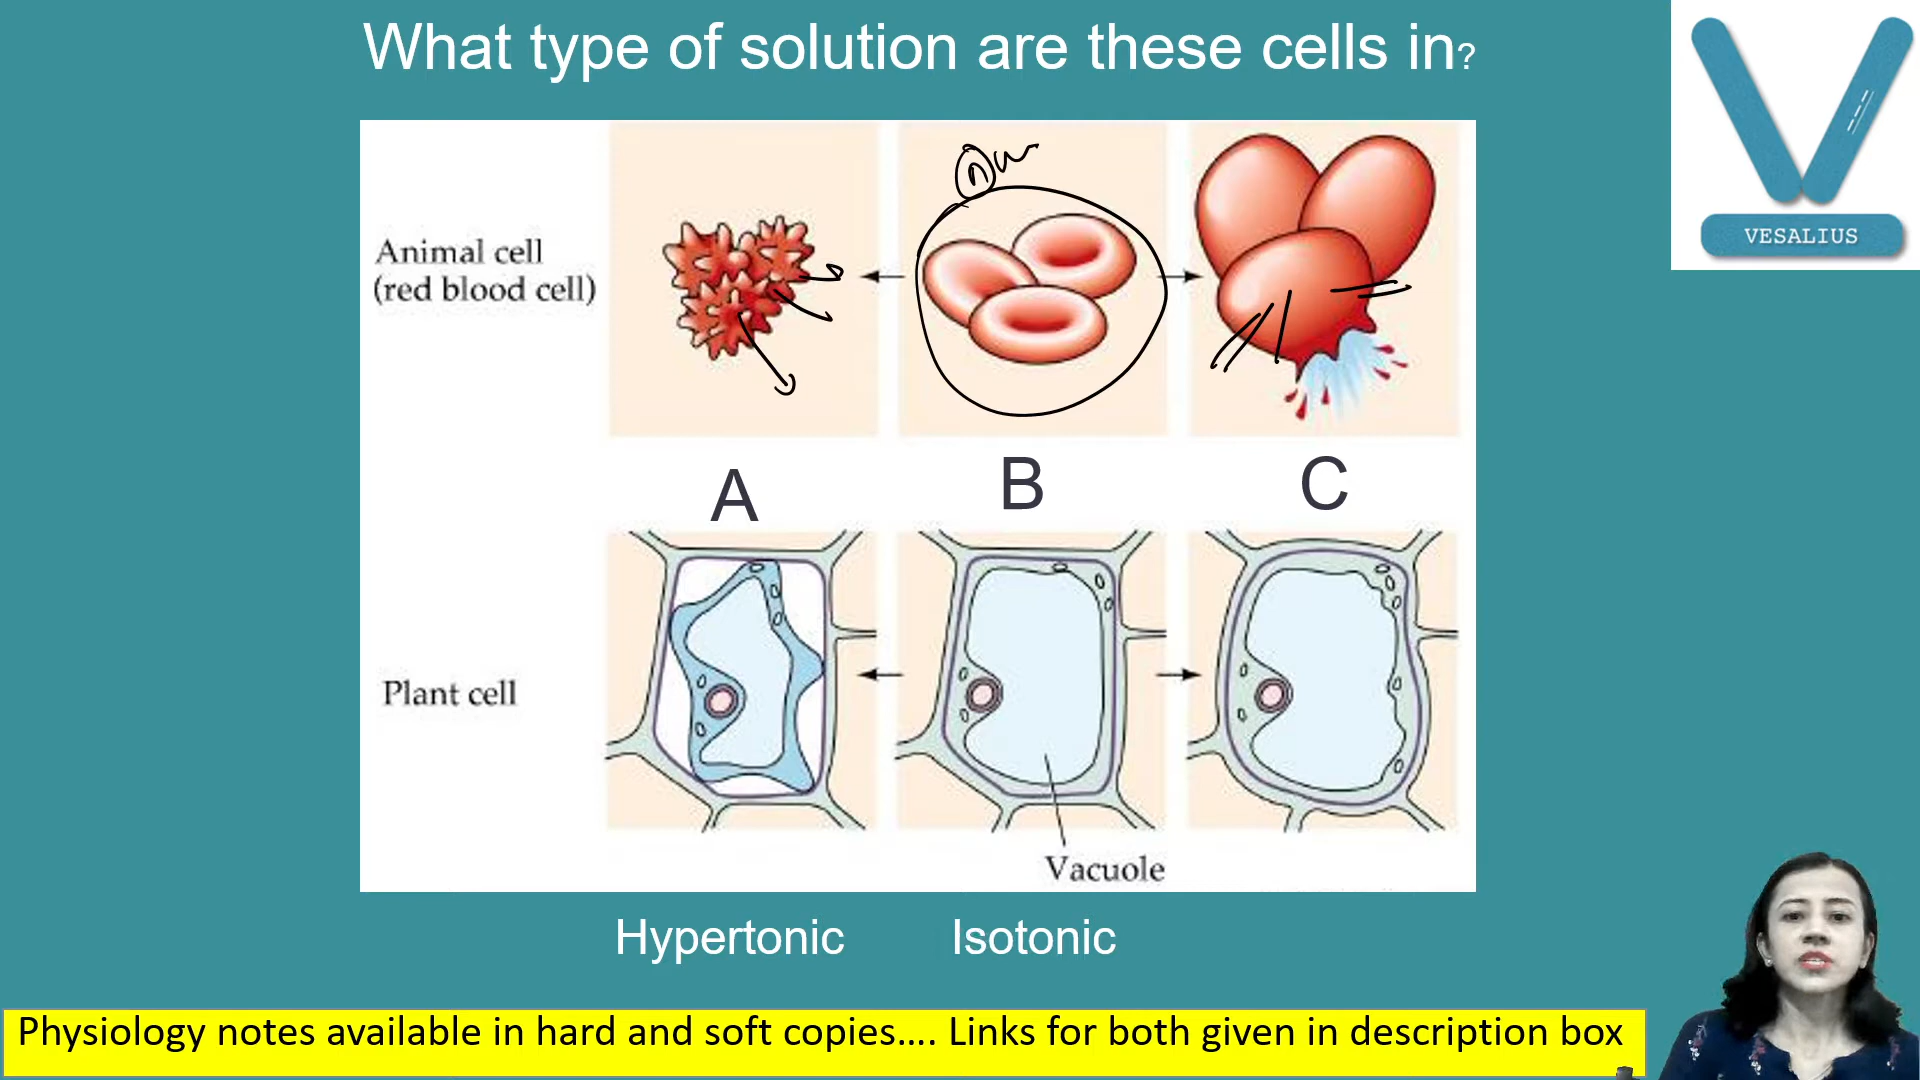 What type of solution are these cells in?
VESALIUS
Animal cell
(red blood cell)
A
B
C
Plant cell
Vacuole
Hypertonic
Isotonic
Physiology notes available in hard and soft copies.... Links for both given in description box